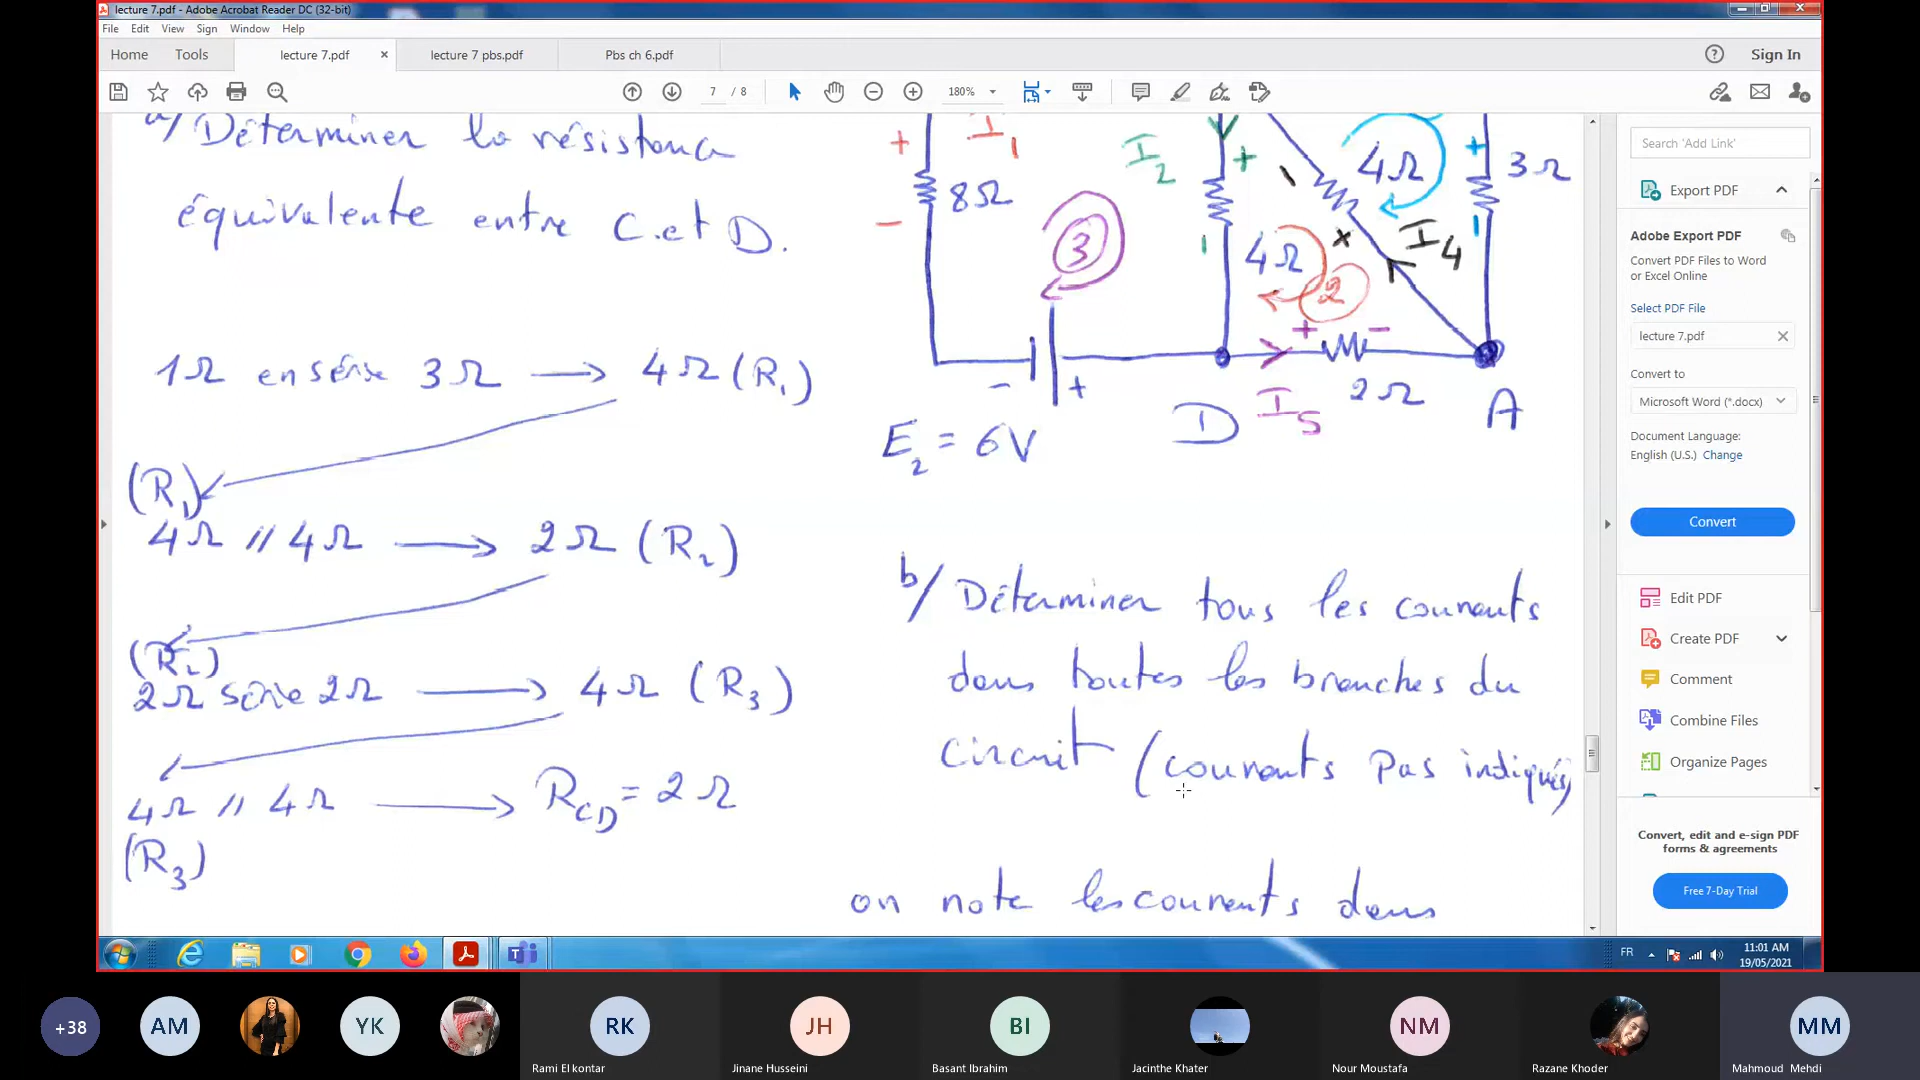 lecture 7.pdf - Adobe Acrobat Reader DC (32-bit)
File Edit View Sign Window Help
Home Tools lecture 7.pdf × lecture 7 pbs.pdf Pbs ch 6.pdf Sign In
7 / 8 180%
a/ Déterminer la résistance
équivalente entre C et D.
1Ω en série 3Ω → 4Ω (R1)
(R1)
4Ω // 4Ω → 2Ω (R2)
(R2)
2Ω série 2Ω → 4Ω (R3)
4Ω // 4Ω → RCD = 2Ω
(R3)
+ I1 I2 + 4Ω + 3Ω
8Ω
- 3 4Ω 2 I4
+ -
- + D I5 2Ω A
E2 = 6V
b/ Déterminer tous les courants
dans toutes les branches du
circuit (courants pas indiqués)
on note les courants dans
Search 'Add Link'
Export PDF
Adobe Export PDF
Convert PDF Files to Word
or Excel Online
Select PDF File
lecture 7.pdf
Convert to
Microsoft Word (*.docx)
Document Language:
English (U.S.) Change
Convert
Edit PDF
Create PDF
Comment
Combine Files
Organize Pages
Convert, edit and e-sign PDF
forms & agreements
Free 7-Day Trial
FR 11:01 AM
19/05/2021
+38 AM YK RK JH BI NM MM
Rami El kontar Jinane Husseini Basant Ibrahim Jacinthe Khater Nour Moustafa Razane Khoder Mahmoud Mehdi